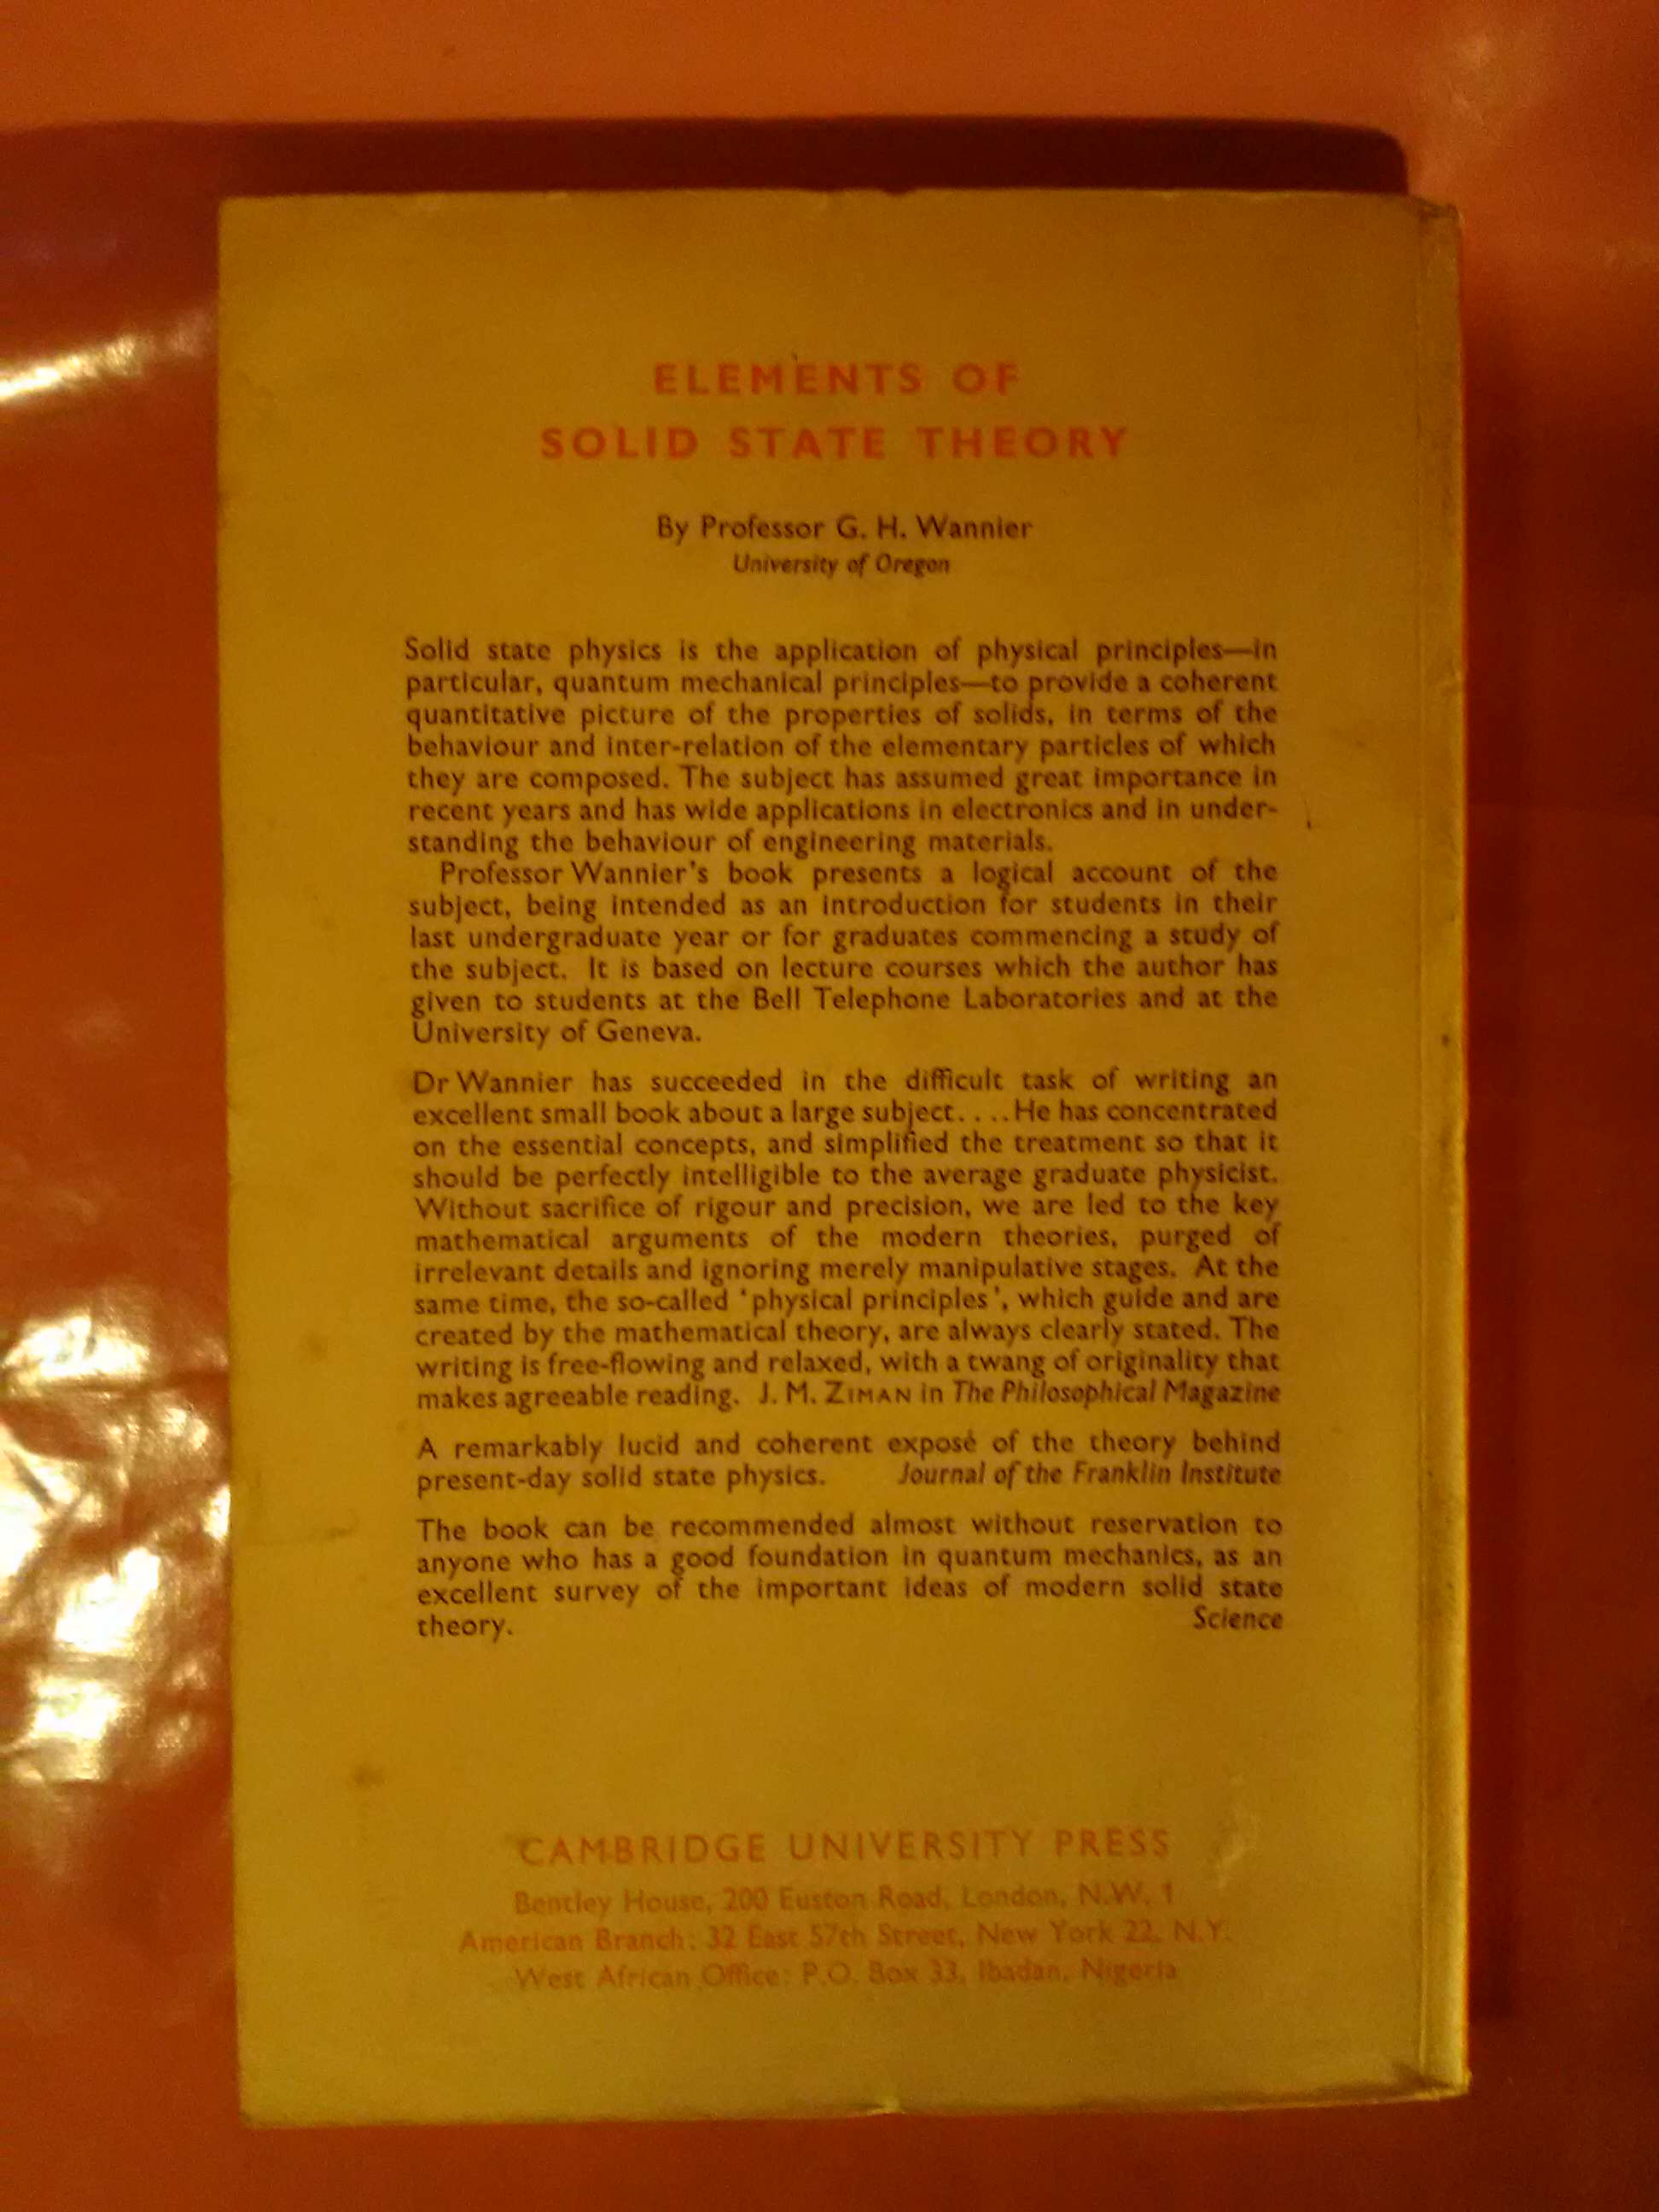 ELEMENTS OF
SOLID STATE THEORY
By Professor G. H. Wannier
University of Oregon
Solid state physics is the application of physical principles—in
particular, quantum mechanical principles—to provide a coherent
quantitative picture of the properties of solids, in terms of the
behaviour and inter-relation of the elementary particles of which
they are composed. The subject has assumed great importance in
recent years and has wide applications in electronics and in under-
standing the behaviour of engineering materials.
Professor Wannier's book presents a logical account of the
subject, being intended as an introduction for students in their
last undergraduate year or for graduates commencing a study of
the subject. It is based on lecture courses which the author has
given to students at the Bell Telephone Laboratories and at the
University of Geneva.
Dr Wannier has succeeded in the difficult task of writing an
excellent small book about a large subject. . . . He has concentrated
on the essential concepts, and simplified the treatment so that it
should be perfectly intelligible to the average graduate physicist.
Without sacrifice of rigour and precision, we are led to the key
mathematical arguments of the modern theories, purged of
irrelevant details and ignoring merely manipulative stages. At the
same time, the so-called 'physical principles', which guide and are
created by the mathematical theory, are always clearly stated. The
writing is free-flowing and relaxed, with a twang of originality that
makes agreeable reading. J. M. ZIMAN in The Philosophical Magazine
A remarkably lucid and coherent exposé of the theory behind
present-day solid state physics. Journal of the Franklin Institute
The book can be recommended almost without reservation to
anyone who has a good foundation in quantum mechanics, as an
excellent survey of the important ideas of modern solid state
theory. Science
CAMBRIDGE UNIVERSITY PRESS
Bentley House, 200 Euston Road, London, N.W. 1
American Branch: 32 East 57th Street, New York 22, N.Y.
West African Office: P.O. Box 33, Ibadan, Nigeria